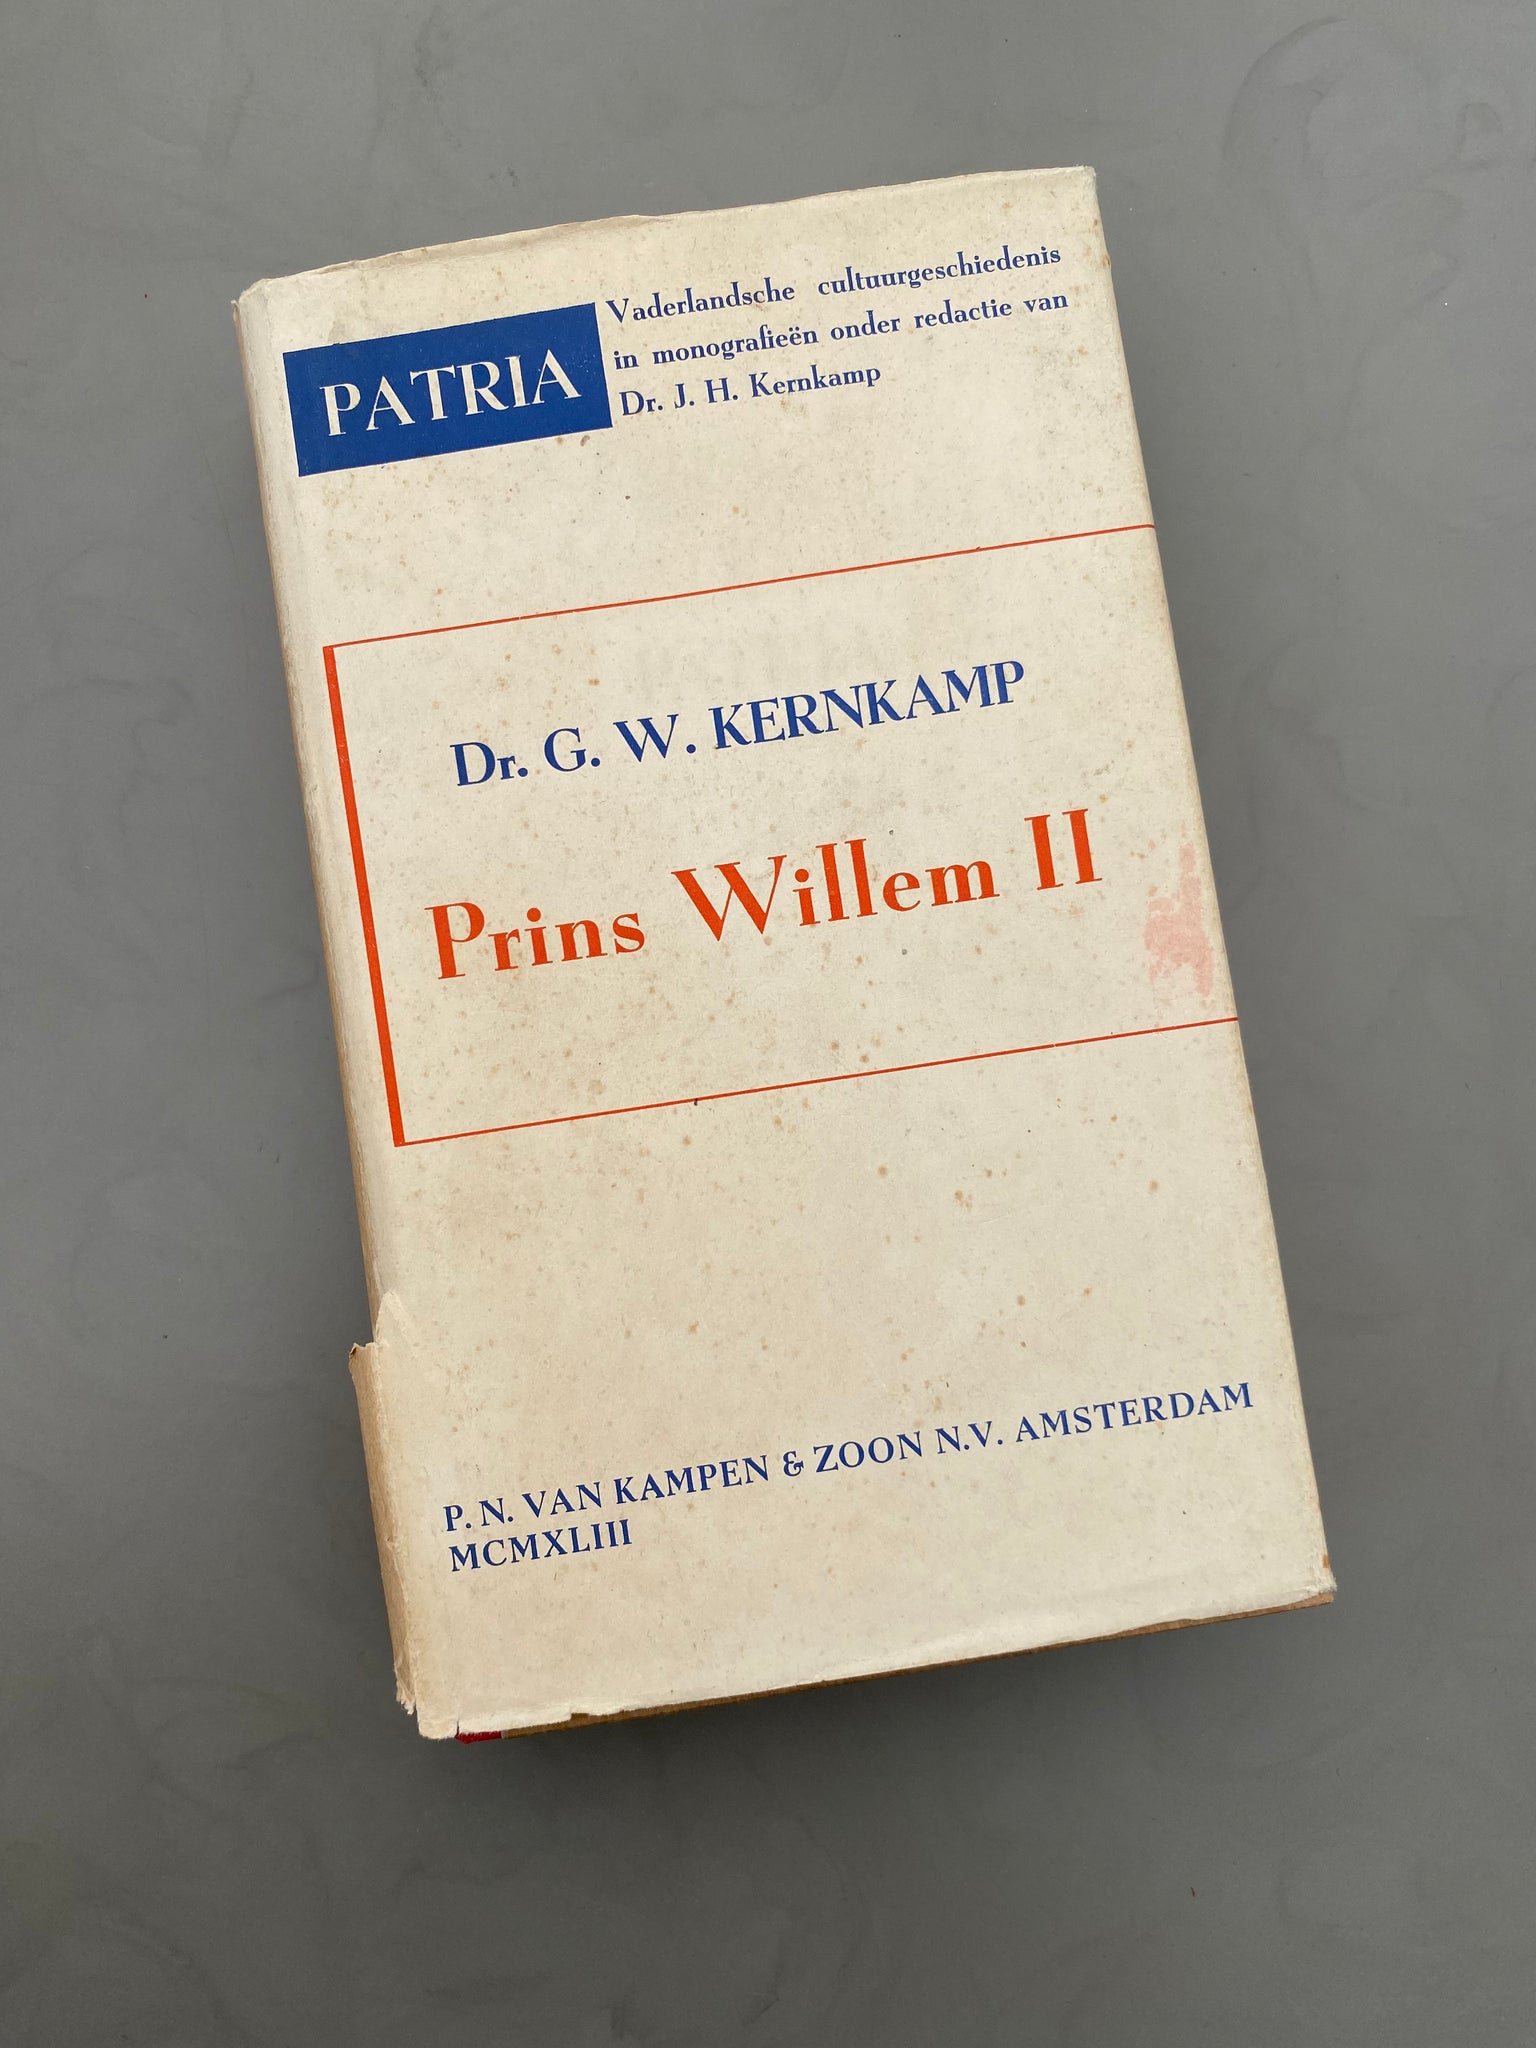 PATRIA
Vaderlandsche cultuurgeschiedenis
in monografieën onder redactie van
Dr. J. H. Kernkamp
Dr. G. W. KERNKAMP
Prins Willem II
P. N. VAN KAMPEN & ZOON N.V. AMSTERDAM
MCMXLIII